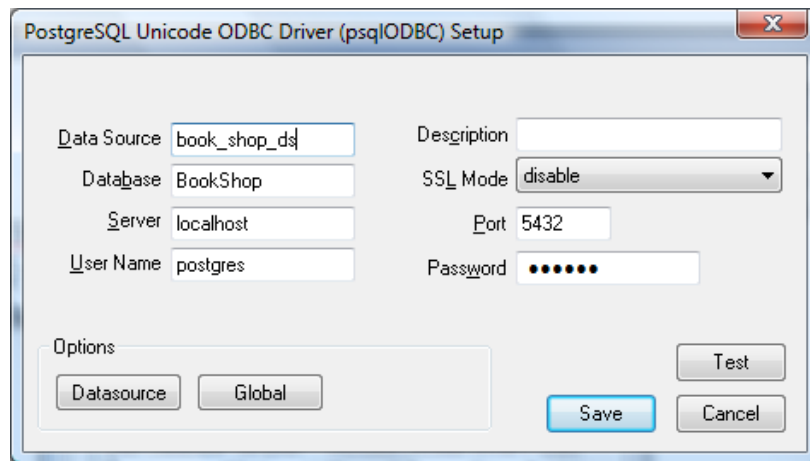 PostgreSQL Unicode ODBC Driver (psqlODBC) Setup
Data Source book_shop_ds Description
Database BookShop SSL Mode disable
Server localhost Port 5432
User Name postgres Password ●●●●●●
Options
Datasource Global Test
Save Cancel